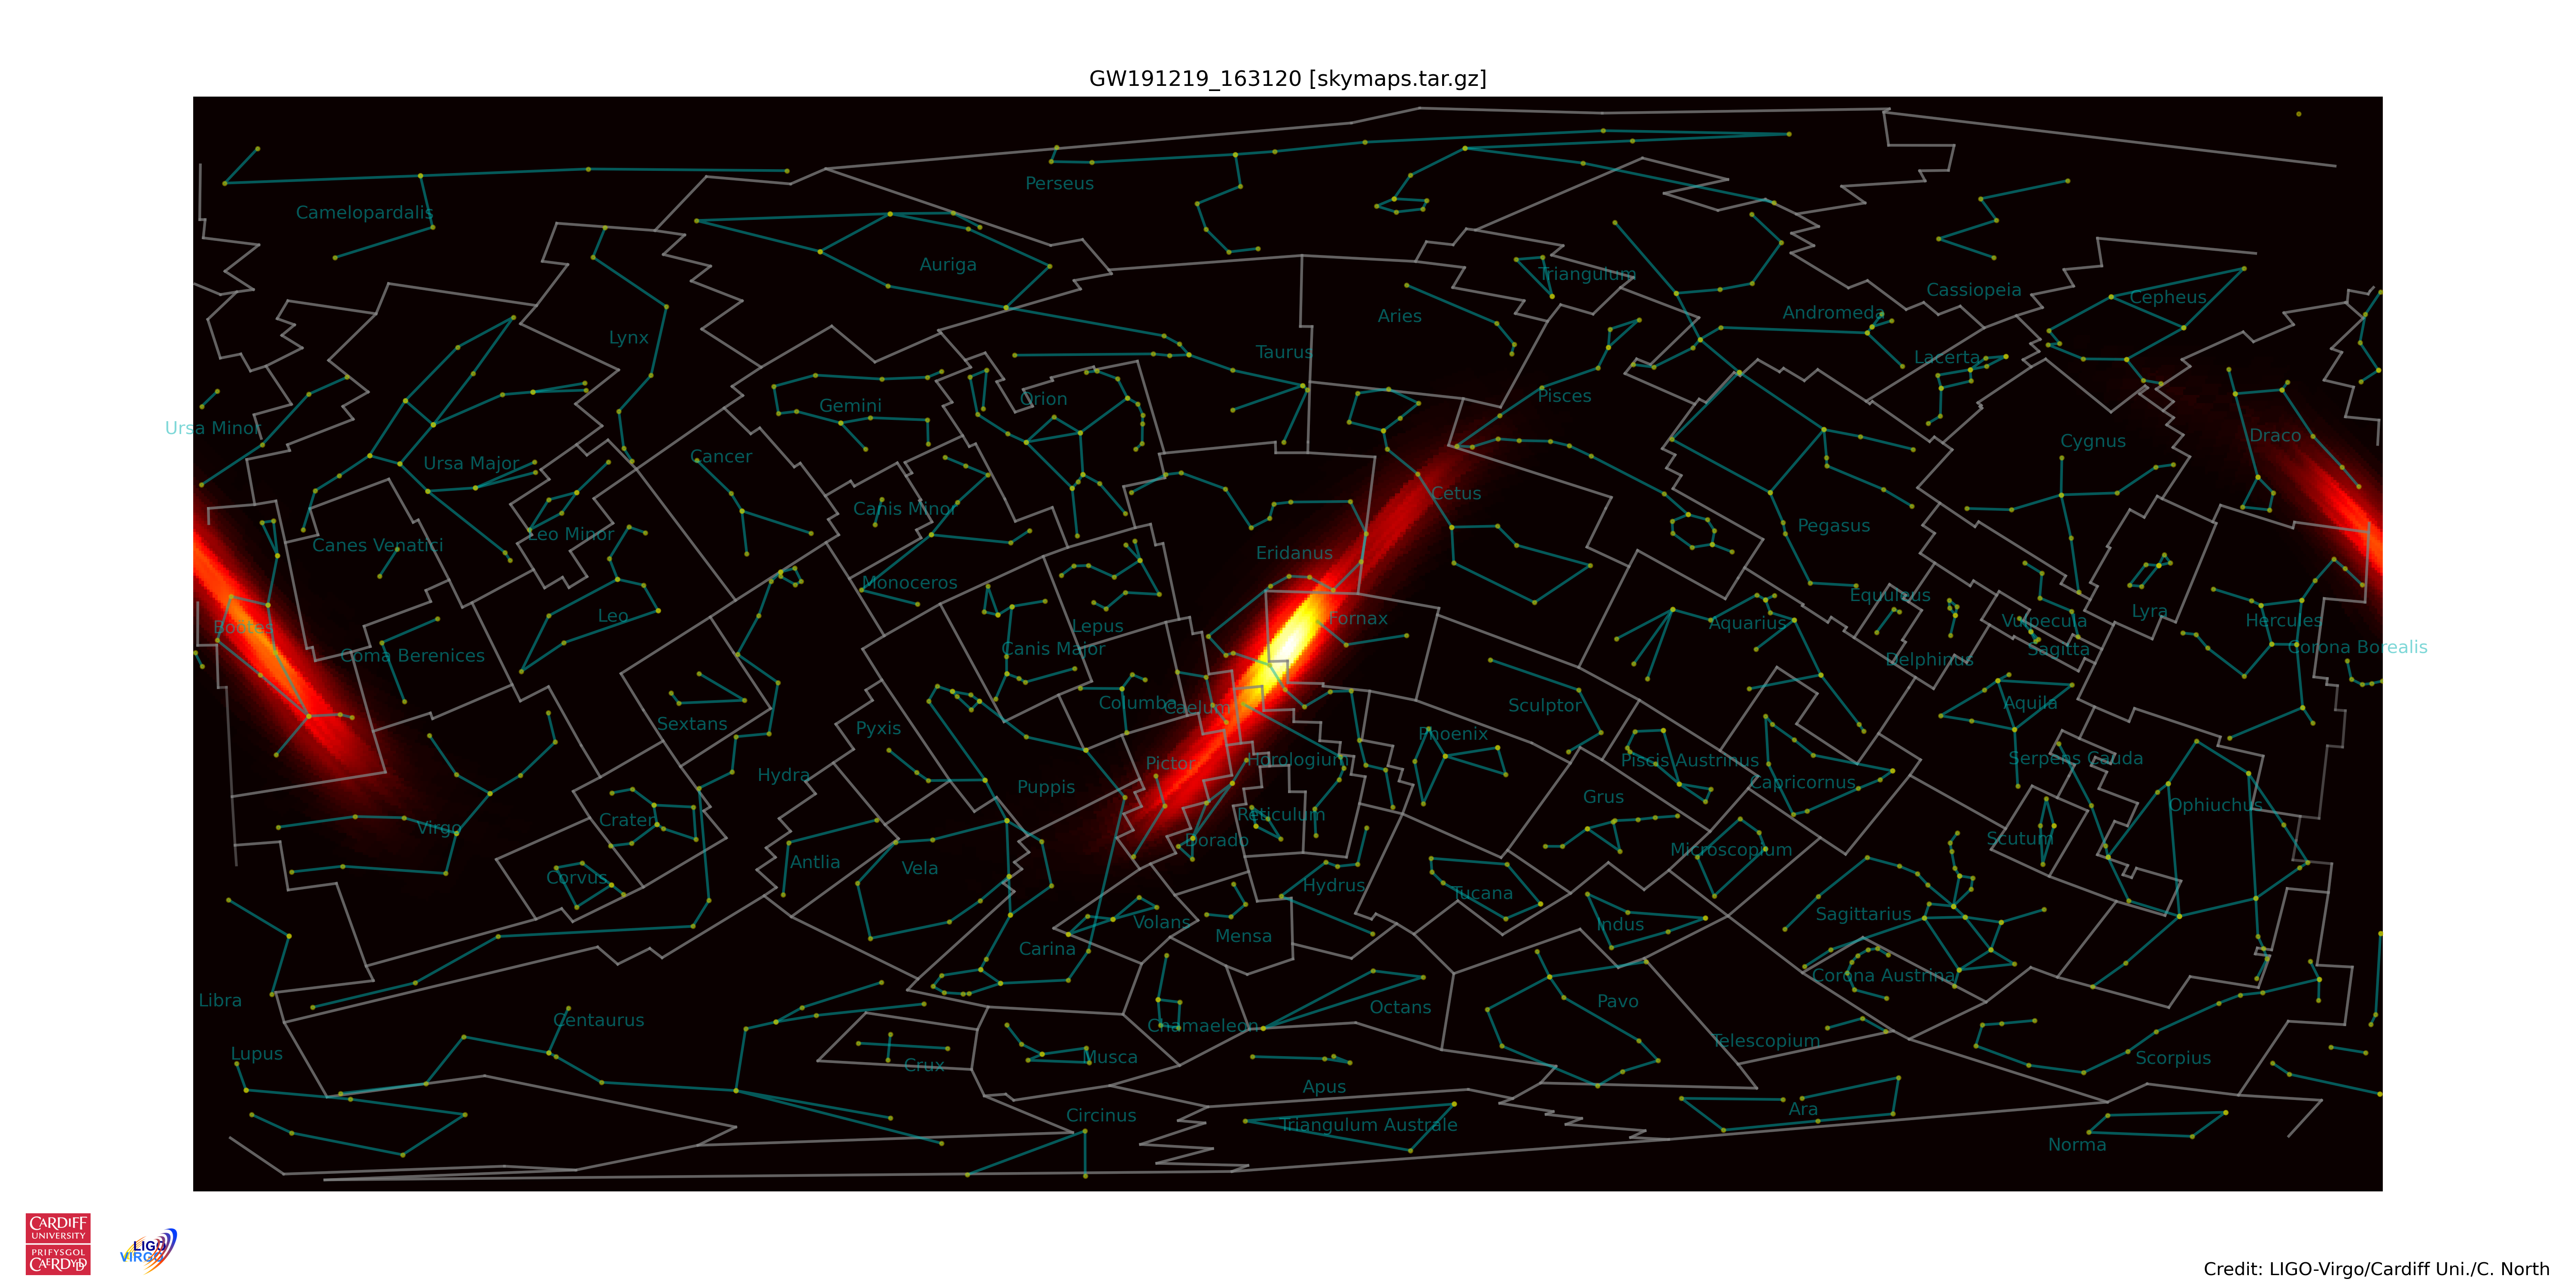 GW191219_163120 [skymaps.tar.gz]
Perseus
Camelopardalis
Auriga
Triangulum
Cassiopeia
Cepheus
Andromeda
Aries
Lynx
Taurus
Lacerta
Pisces
Orion
Gemini
Ursa Minor
Draco
Cygnus
Cancer
Ursa Major
Cetus
Canis Minor
Pegasus
Leo Minor
Canes Venatici
Eridanus
Monoceros
Equuleus
Lyra
Leo
Fornax
Vulpecula
Hercules
Aquarius
Lepus
Bootes
Corona Borealis
Canis Major
Sagitta
Coma Berenices
Delphinus
Columba
Aquila
Sculptor
Caelum
Sextans
Pyxis
Phoenix
Serpens Cauda
Horologium
Piscis Austrinus
Pictor
Hydra
Capricornus
Puppis
Grus
Ophiuchus
Reticulum
Crater
Virgo
Scutum
Dorado
Microscopium
Antlia
Vela
Corvus
Hydrus
Tucana
Sagittarius
Volans
Indus
Mensa
Carina
Corona Austrina
Libra
Pavo
Octans
Centaurus
Chamaeleon
Telescopium
Lupus
Musca
Scorpius
Crux
Apus
Ara
Circinus
Triangulum Australe
Norma
CARDIFF
UNIVERSITY
PRIFYSGOL
CAERDYDD
LIGO
VIRGO
Credit: LIGO-Virgo/Cardiff Uni./C. North